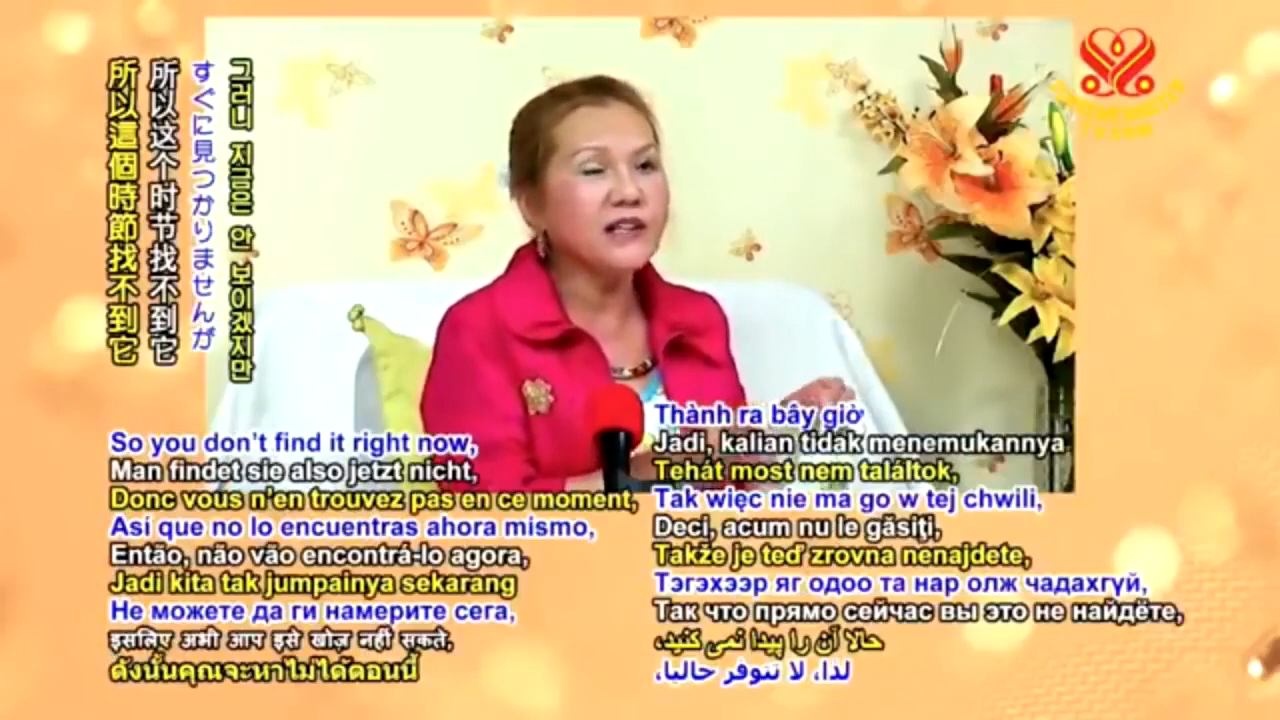 그러니 지금은 안 보이겠지만
すぐに見つかりませんが
所以这个时节找不到它
所以這個時節找不到它
So you don't find it right now,
Man findet sie also jetzt nicht,
Donc vous n'en trouvez pas en ce moment,
Así que no lo encuentras ahora mismo,
Então, não vão encontrá-lo agora,
Jadi kita tak jumpainya sekarang
Не можете да ги намерите сега,
इसलिए अभी आप इसे खोज़ नहीं सकते,
ดังนั้นคุณจะหาไม่ได้ตอนนี้
Thành ra bây giờ
Jadi, kalian tidak menemukannya
Tehát most nem találtok,
Tak więc nie ma go w tej chwili,
Deci, acum nu le găsiţi,
Takže je teď zrovna nenajdete,
Тэгэхээр яг одоо та нар олж чадахгүй,
Так что прямо сейчас вы это не найдёте,
حالا آن را پیدا نمی کنید،
لذا، لا تتوفر حاليا،